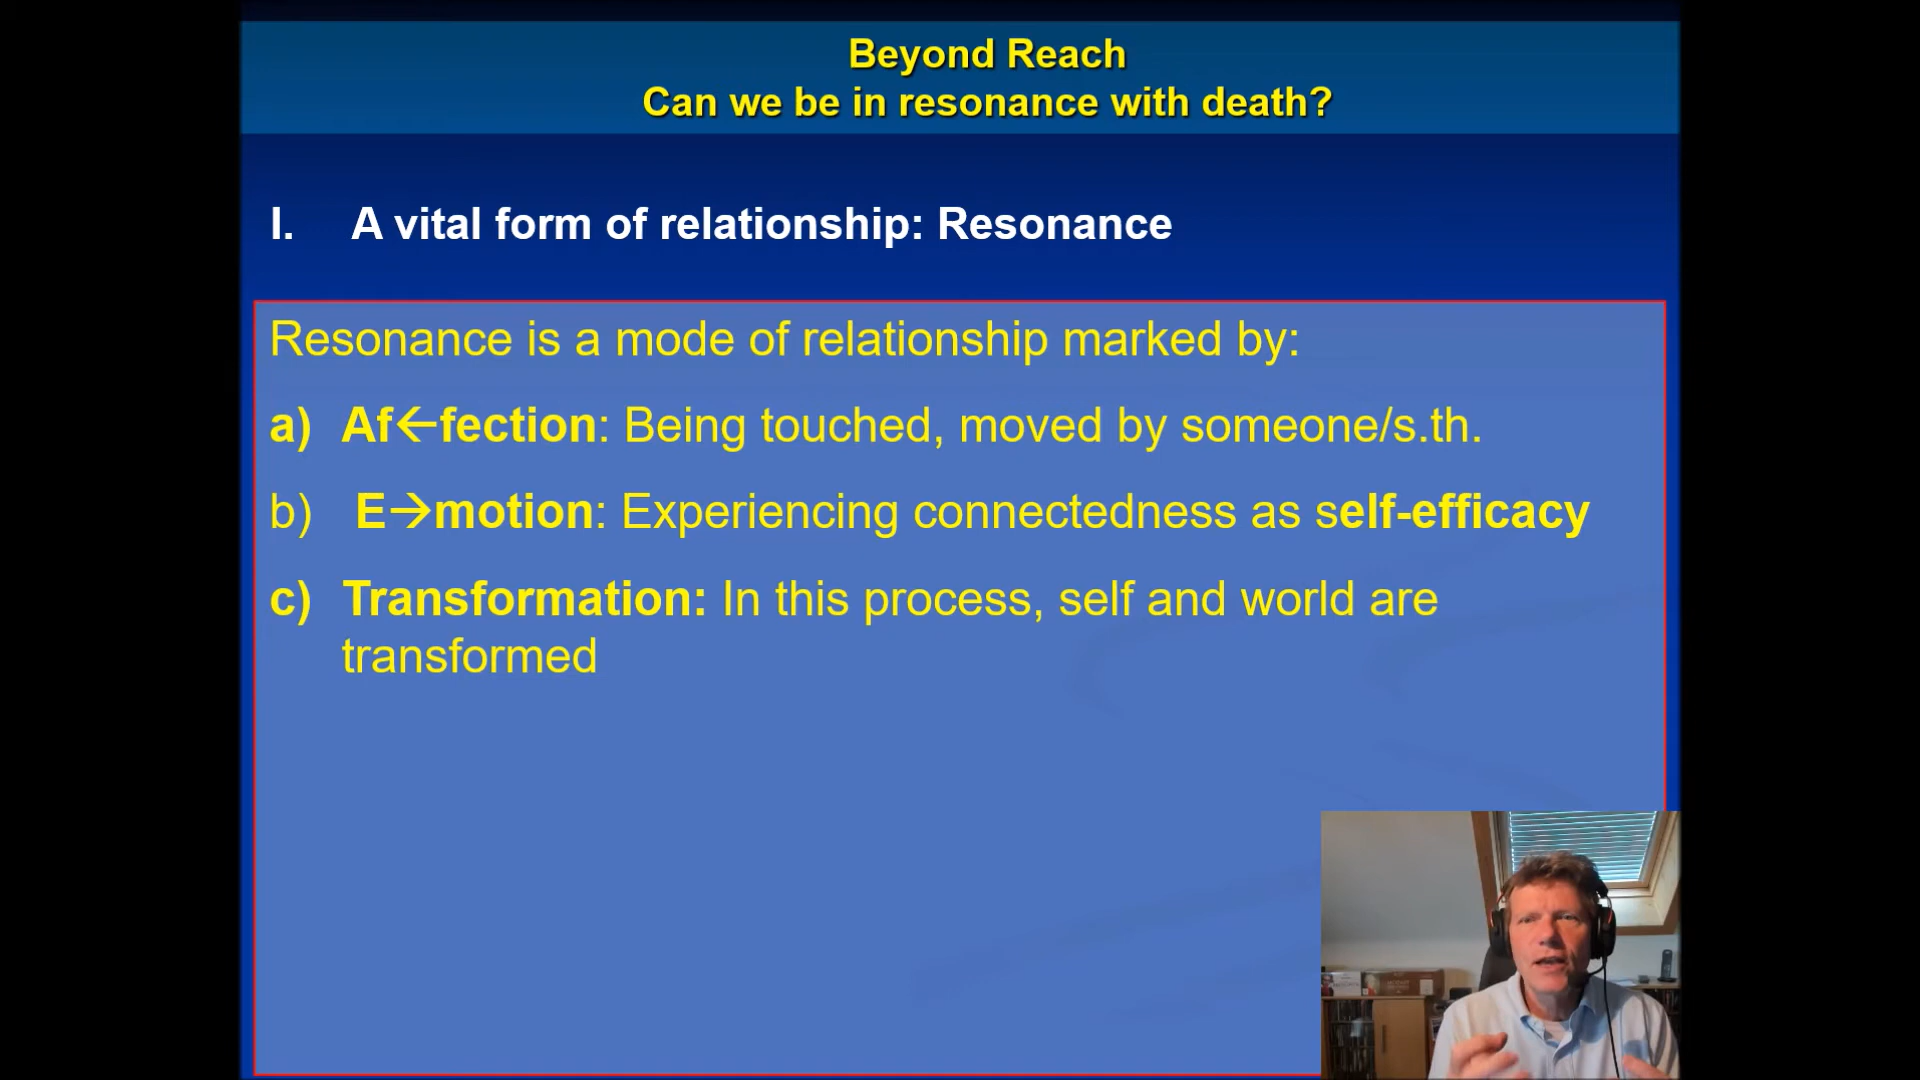 Beyond Reach
Can we be in resonance with death?
I. A vital form of relationship: Resonance
Resonance is a mode of relationship marked by:
a) Af←fection: Being touched, moved by someone/s.th.
b) E→motion: Experiencing connectedness as self-efficacy
c) Transformation: In this process, self and world are
transformed